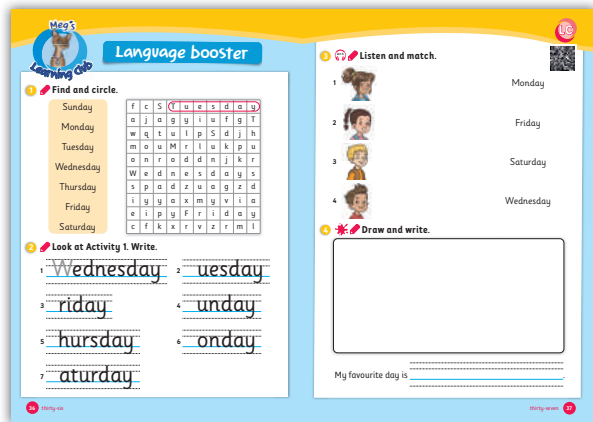 Meg's
Learning Club
Language booster
1 Find and circle.
Sunday
Monday
Tuesday
Wednesday
Thursday
Friday
Saturday
f c S T u e s d a y
a j a g y i u f g T
w q t u l p S d j h
m o u M r l u k p u
o n r o d d n j k r
W e d n e s d a y s
s p a d z u a g z d
i y y a x m y v i a
e i p y F r i d a y
c f k x r v z r m l
2 Look at Activity 1. Write.
1 Wednesday 2 uesday
3 riday 4 unday
5 hursday 6 onday
7 aturday
36 thirty-six
LC
3 Listen and match.
1 Monday
2 Friday
3 Saturday
4 Wednesday
4 Draw and write.
My favourite day is .
thirty-seven 37